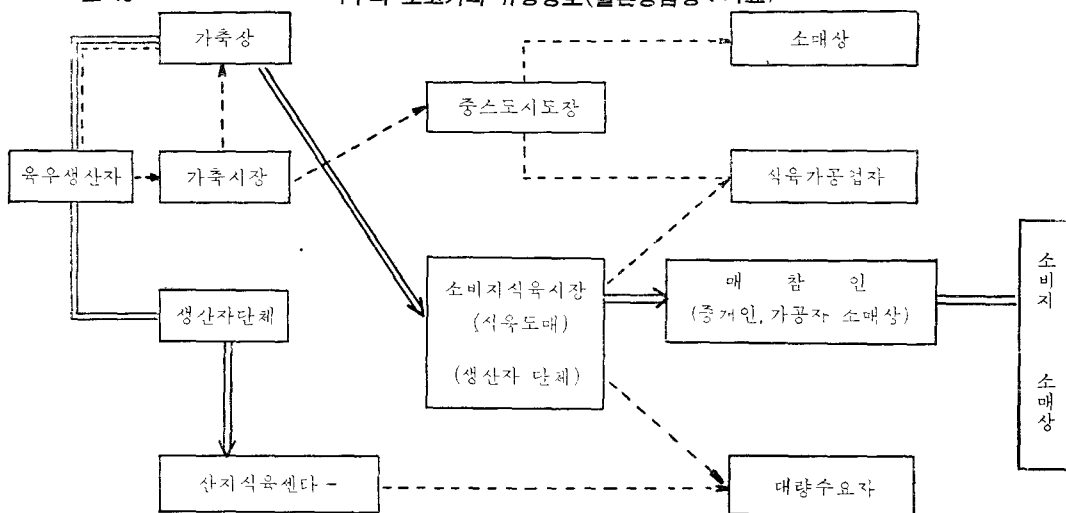 가축상
소매상
중스도시도장
육우생산자
가축시장
식육가공업자
소비지식육시장
(식육도매)
(생산자 단체)
매 참 인
(중개인, 가공자 소매상)
소비지 소매상
생산자단체
산지식육센다-
대량수요자